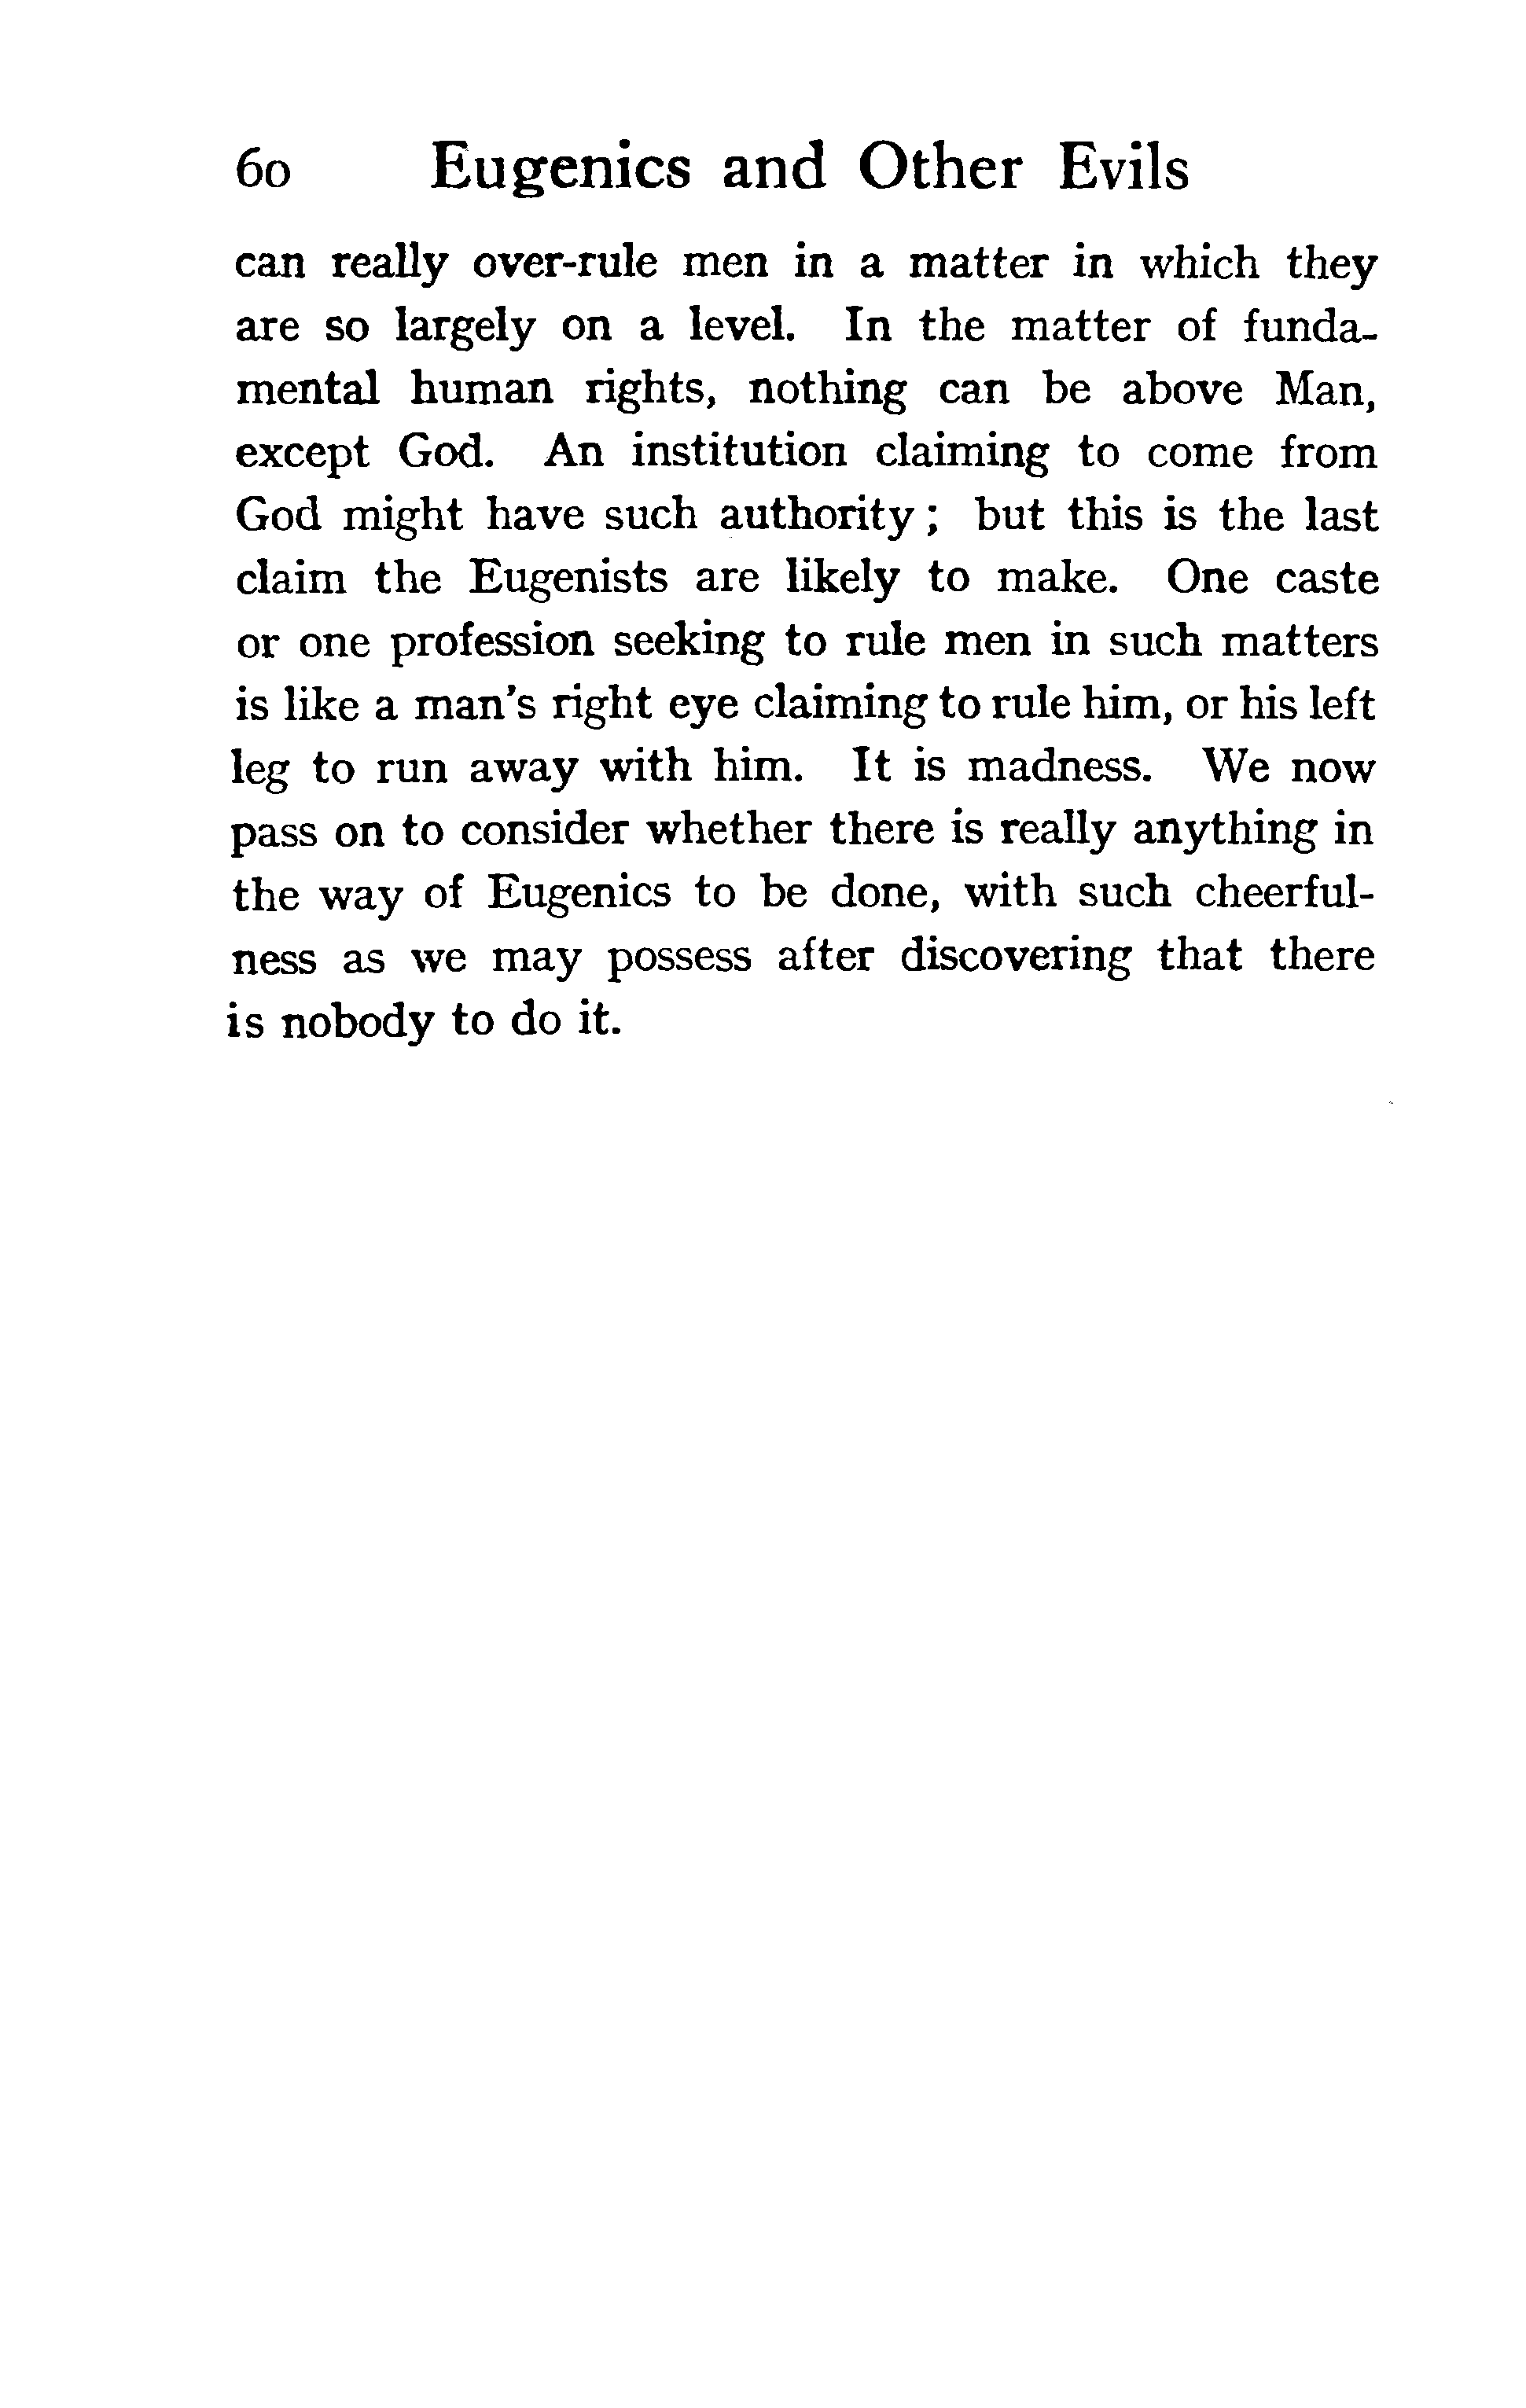 60 Eugenics and Other Evils
can really over-rule men in a matter in which they
are so largely on a level. In the matter of funda-
mental human rights, nothing can be above Man,
except God. An institution claiming to come from
God might have such authority; but this is the last
claim the Eugenists are likely to make. One caste
or one profession seeking to rule men in such matters
is like a man's right eye claiming to rule him, or his left
leg to run away with him. It is madness. We now
pass on to consider whether there is really anything in
the way of Eugenics to be done, with such cheerful-
ness as we may possess after discovering that there
is nobody to do it.